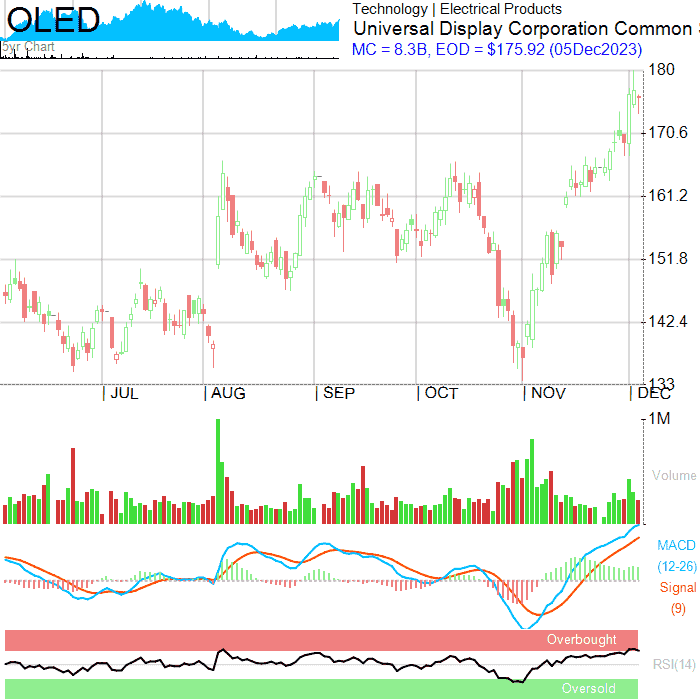 OLED
5yr Chart
Technology | Electrical Products
Universal Display Corporation Common
MC = 8.3B, EOD = $175.92 (05Dec2023)
180
170.6
161.2
151.8
142.4
133
| JUL | AUG | SEP | OCT | NOV | DEC
1M
Volume
MACD
(12-26)
Signal
(9)
Overbought
RSI(14)
Oversold